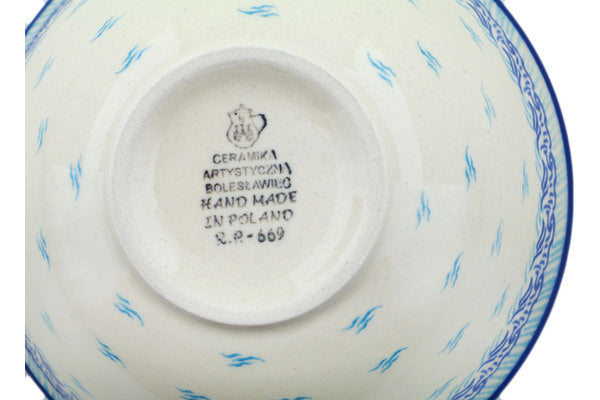 CERAMIKA
ARTYSTYCZNA
BOLESŁAWIEC
HAND MADE
IN POLAND
R.R-669